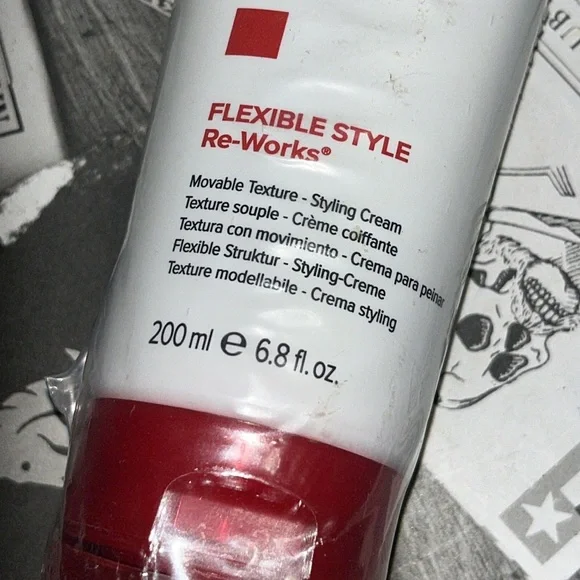 FLEXIBLE STYLE
Re-Works®
Movable Texture - Styling Cream
Texture souple - Crème coiffante
Textura con movimiento - Crema para peinar
Flexible Struktur - Styling-Creme
Texture modellabile - Crema styling
200 ml e 6.8 fl. oz.